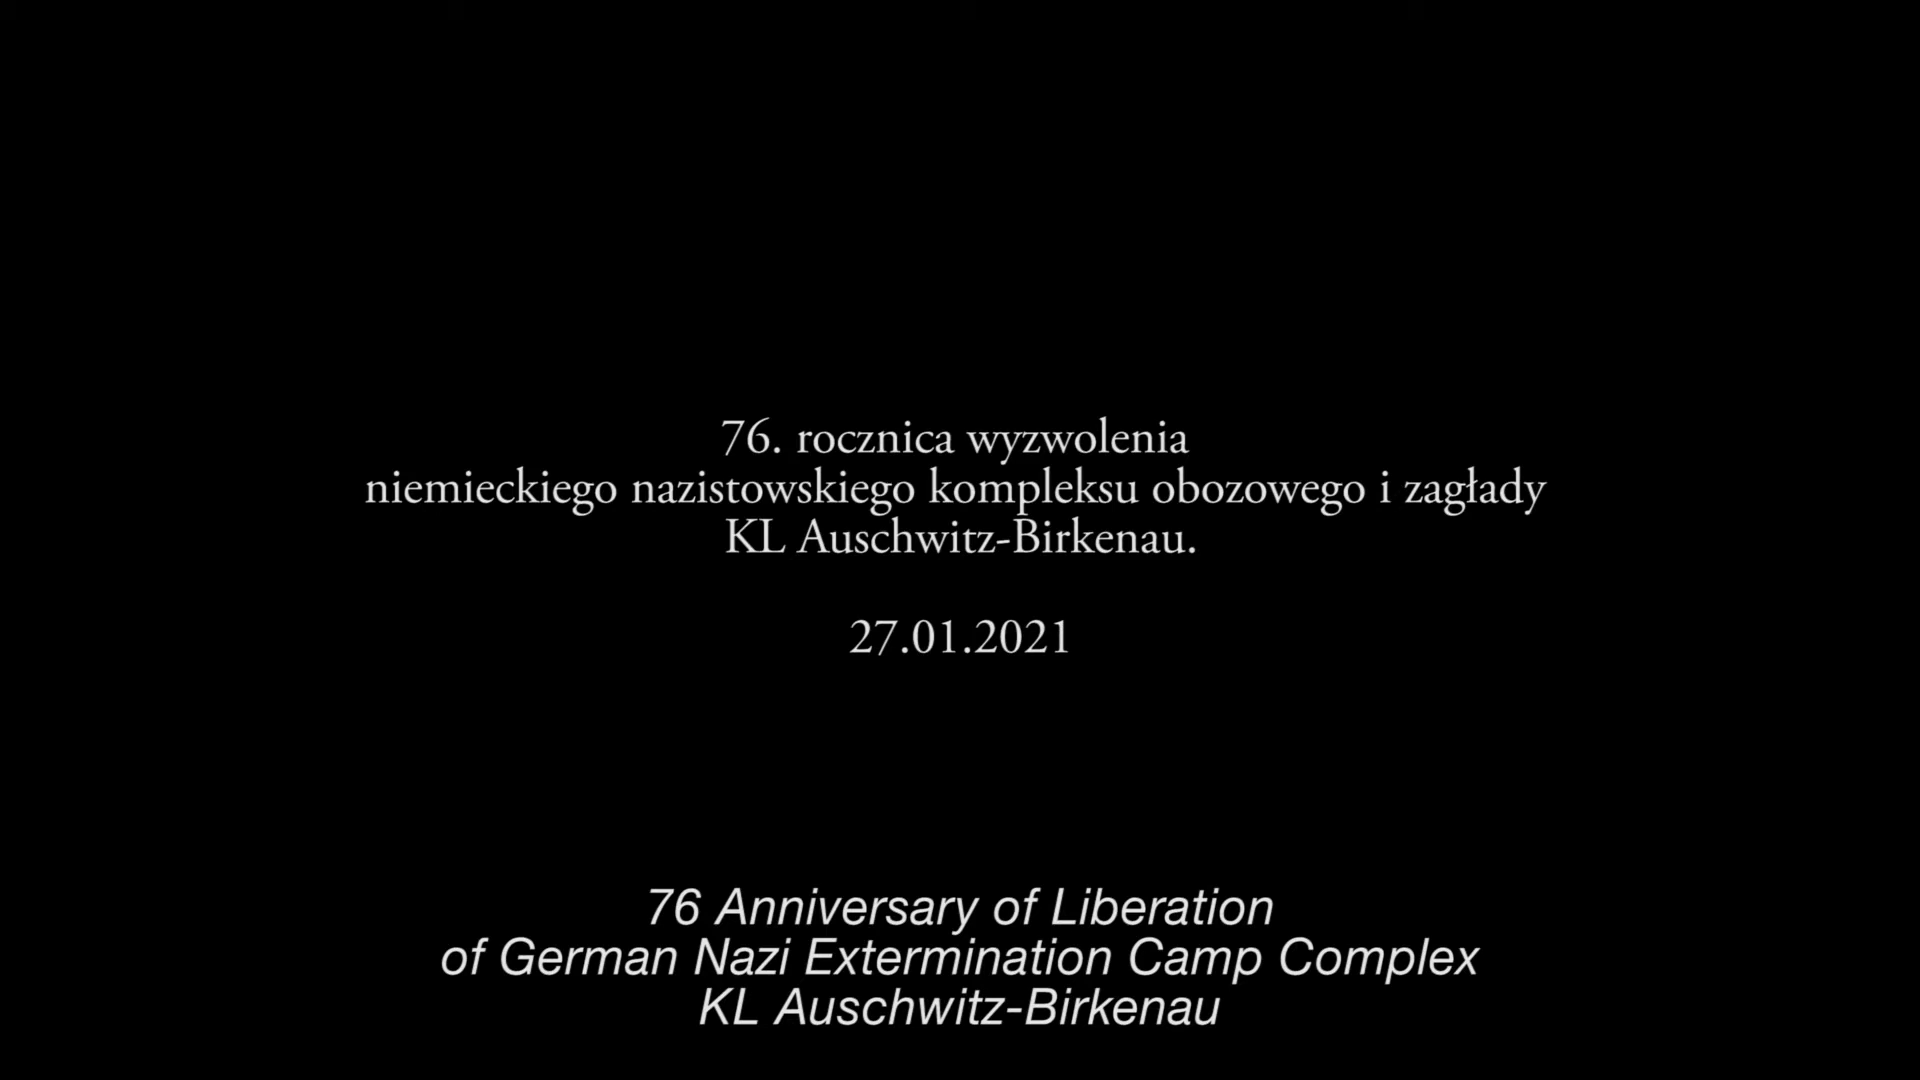 76. rocznica wyzwolenia
niemieckiego nazistowskiego kompleksu obozowego i zagłady
KL Auschwitz-Birkenau.
27.01.2021
76 Anniversary of Liberation
of German Nazi Extermination Camp Complex
KL Auschwitz-Birkenau